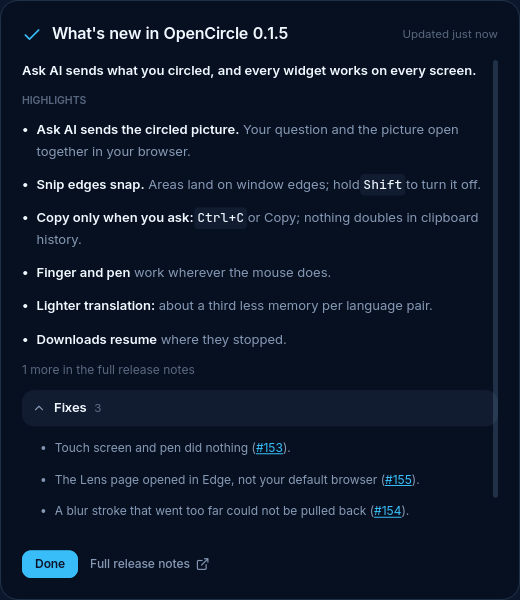 What's new in OpenCircle 0.1.5
Updated just now
Ask AI sends what you circled, and every widget works on every screen.
HIGHLIGHTS
• Ask AI sends the circled picture. Your question and the picture open
together in your browser.
• Snip edges snap. Areas land on window edges; hold Shift to turn it off.
• Copy only when you ask: Ctrl+C or Copy; nothing doubles in clipboard
history.
• Finger and pen work wherever the mouse does.
• Lighter translation: about a third less memory per language pair.
• Downloads resume where they stopped.
1 more in the full release notes
Fixes 3
• Touch screen and pen did nothing (#153).
• The Lens page opened in Edge, not your default browser (#155).
• A blur stroke that went too far could not be pulled back (#154).
Done
Full release notes